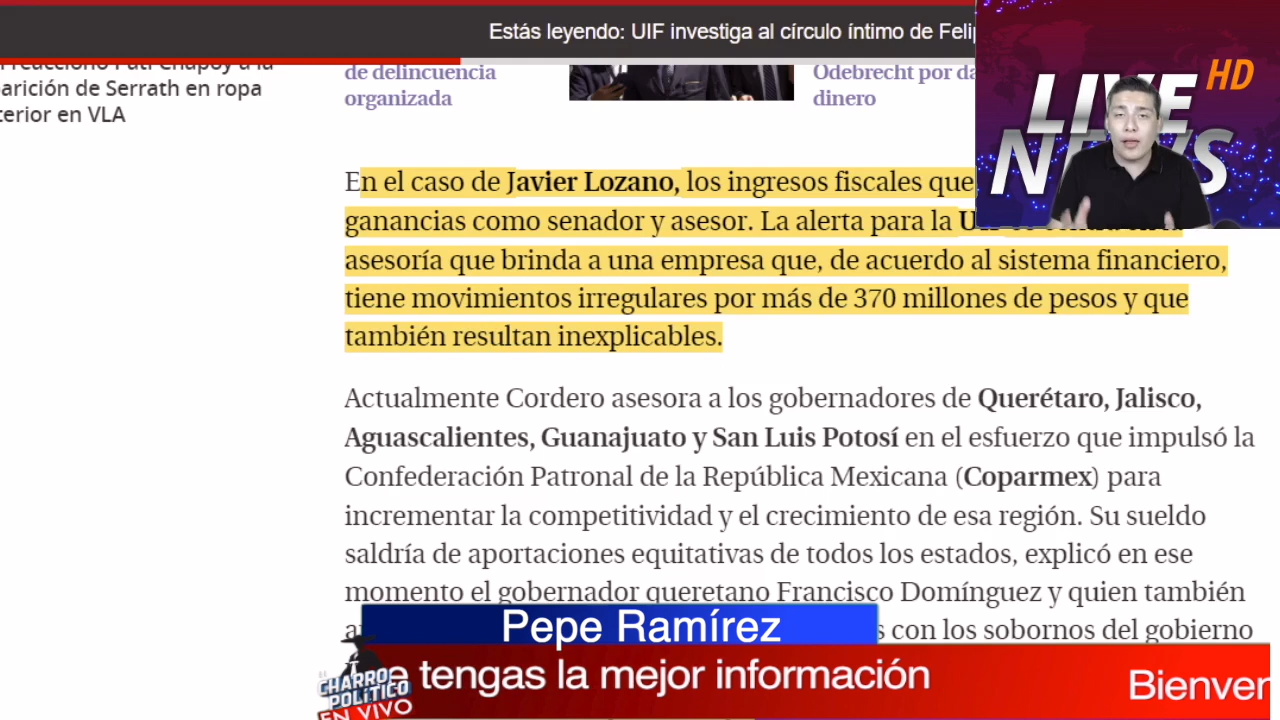 Estás leyendo: UIF investiga al círculo íntimo de Felip
LIVE
NEWS
HD
arición de Serrath en ropa
terior en VLA
de delincuencia
organizada
Odebrecht por da
dinero
En el caso de Javier Lozano, los ingresos fiscales que
ganancias como senador y asesor. La alerta para la
asesoría que brinda a una empresa que, de acuerdo al sistema financiero,
tiene movimientos irregulares por más de 370 millones de pesos y que
también resultan inexplicables.
Actualmente Cordero asesora a los gobernadores de Querétaro, Jalisco,
Aguascalientes, Guanajuato y San Luis Potosí en el esfuerzo que impulsó la
Confederación Patronal de la República Mexicana (Coparmex) para
incrementar la competitividad y el crecimiento de esa región. Su sueldo
saldría de aportaciones equitativas de todos los estados, explicó en ese
momento el gobernador queretano Francisco Domínguez y quien también
s con los sobornos del gobierno
Pepe Ramírez
e tengas la mejor información
Bienven
CHARRO
POLÍTICO
EN VIVO